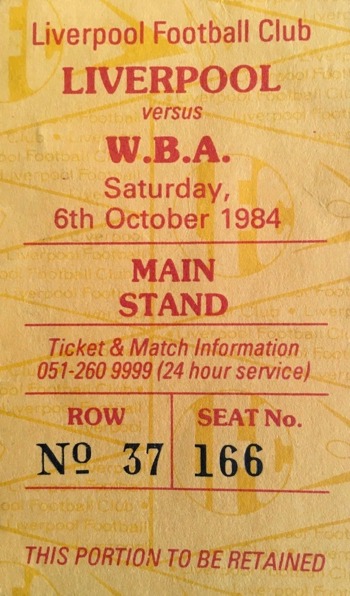 Liverpool Football Club
LIVERPOOL
versus
W.B.A.
Saturday,
6th October 1984
MAIN
STAND
Ticket & Match Information
051-260 9999 (24 hour service)
ROW SEAT No.
Nº 37 166
THIS PORTION TO BE RETAINED